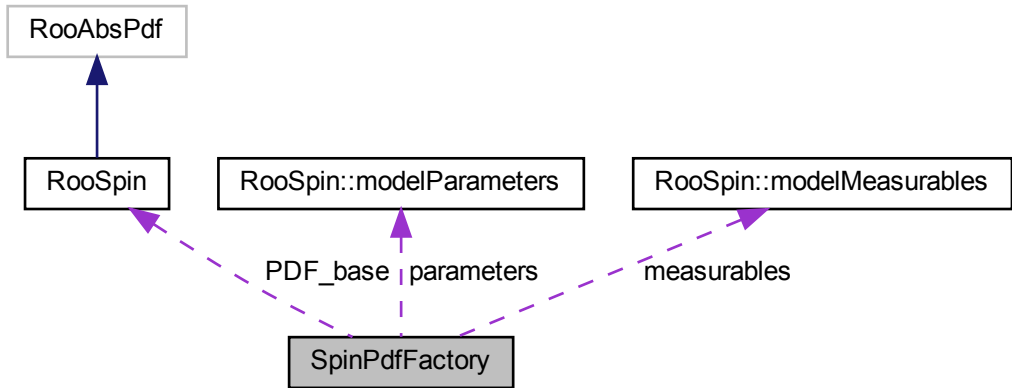 RooAbsPdf
RooSpin
RooSpin::modelParameters
RooSpin::modelMeasurables
PDF_base
parameters
measurables
SpinPdfFactory